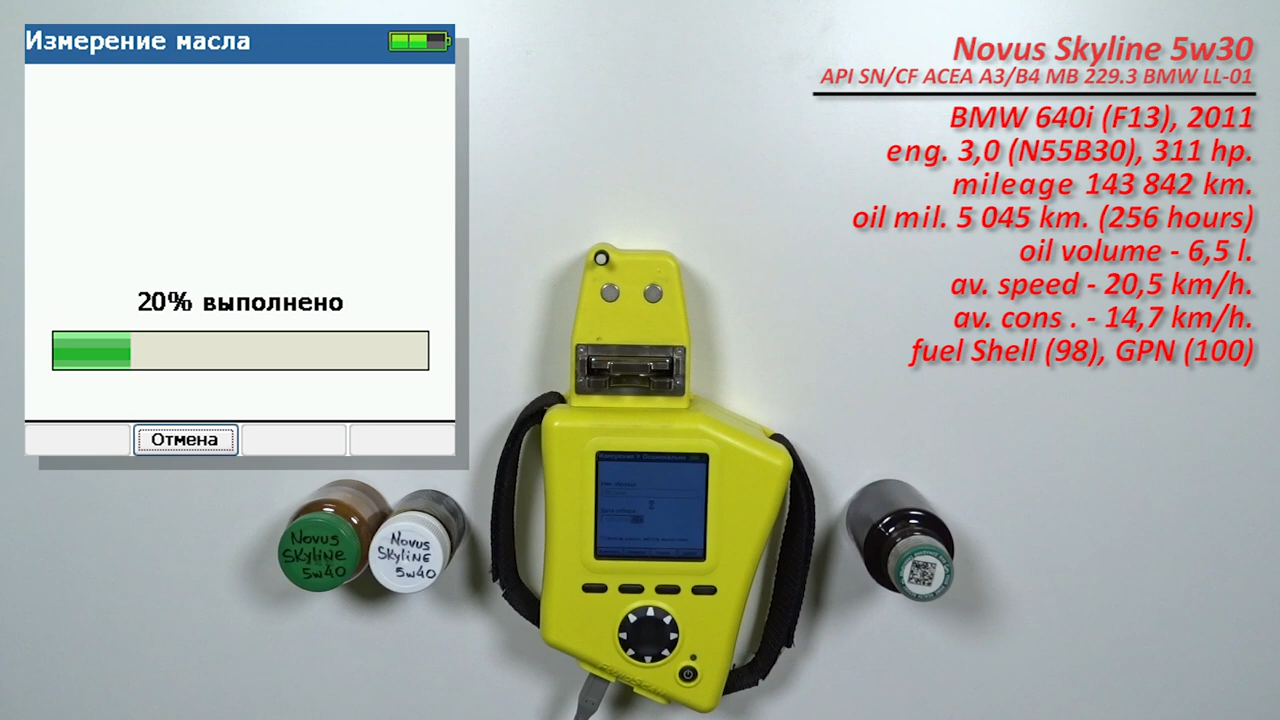 Измерение масла
20% выполнено
Отмена
Novus Skyline 5w30
API SN/CF ACEA A3/B4 MB 229.3 BMW LL-01
BMW 640i (F13), 2011
eng. 3,0 (N55B30), 311 hp.
mileage 143 842 km.
oil mil. 5 045 km. (256 hours)
oil volume - 6,5 l.
av. speed - 20,5 km/h.
av. cons . - 14,7 km/h.
fuel Shell (98), GPN (100)
Novus
Skyline
5w40
Novus
Skyline
5w40